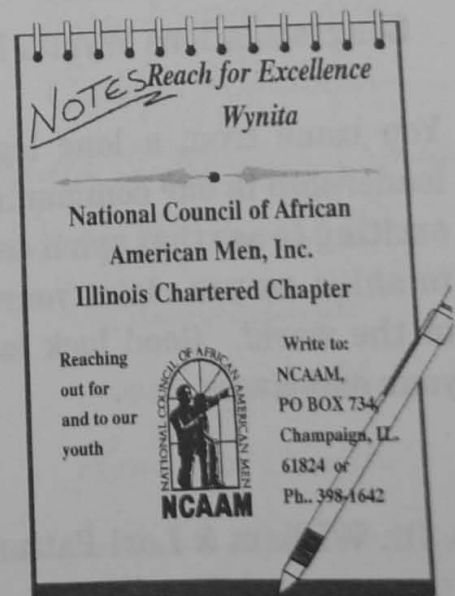 NOTES
Reach for Excellence
Wynita
National Council of African
American Men, Inc.
Illinois Chartered Chapter
Reaching
out for
and to our
youth
NATIONAL COUNCIL OF AFRICAN AMERICAN MEN
NCAAM
Write to:
NCAAM,
PO BOX 734,
Champaign, IL.
61824 or
Ph.. 398-1642